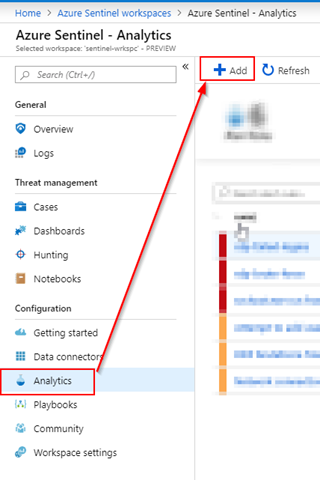 Home > Azure Sentinel workspaces > Azure Sentinel - Analytics
Azure Sentinel - Analytics
Selected workspace: 'sentinel-wrkspc' - PREVIEW
Search (Ctrl+/)
«
Add
Refresh
General
Overview
Logs
Threat management
Cases
Dashboards
Hunting
Notebooks
Configuration
Getting started
Data connectors
Analytics
Playbooks
Community
Workspace settings